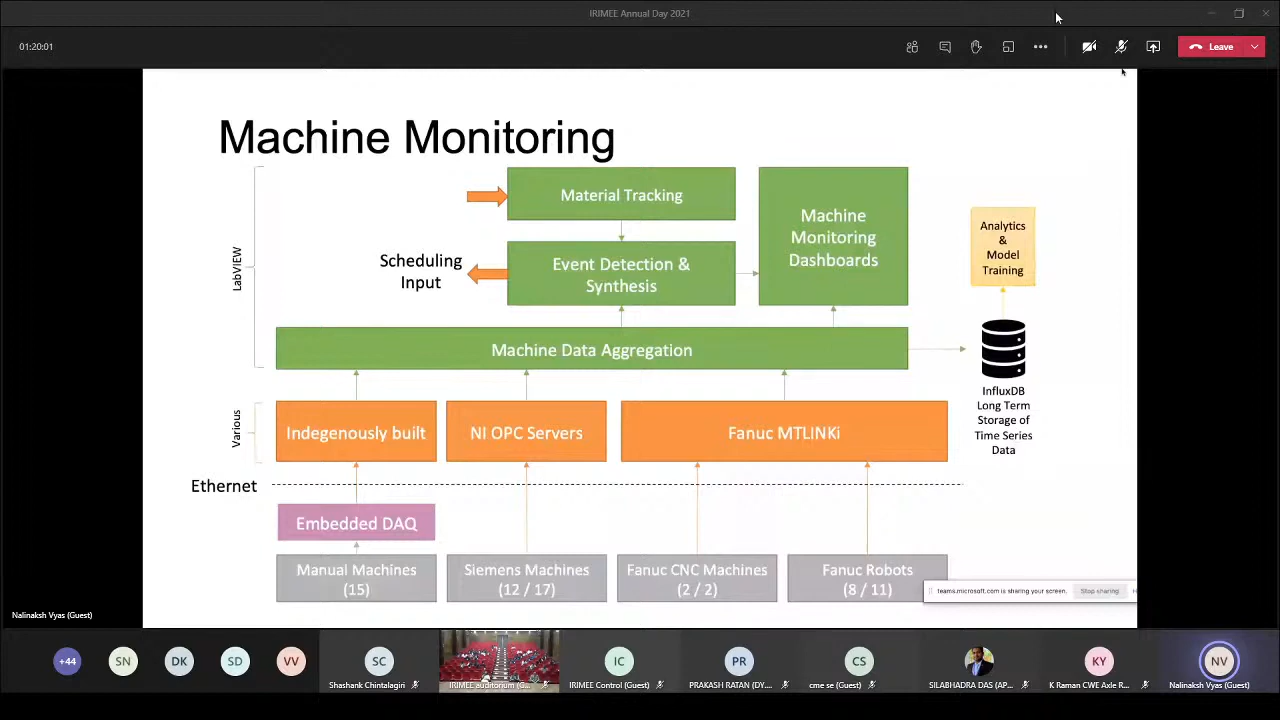 IRIMEE Annual Day 2021
01:20:01
Leave
Machine Monitoring
Material Tracking
Machine
Monitoring
Dashboards
Analytics
&
Model
Training
LabVIEW
Scheduling
Input
Event Detection &
Synthesis
Machine Data Aggregation
InfluxDB
Long Term
Storage of
Time Series
Data
Various
Indegenously built
NI OPC Servers
Fanuc MTLINKi
Ethernet
Embedded DAQ
Manual Machines
(15)
Siemens Machines
(12 / 17)
Fanuc CNC Machines
(2 / 2)
Fanuc Robots
(8 / 11)
teams.microsoft.com is sharing your screen.
Stop sharing
H
Nalinaksh Vyas (Guest)
+44
SN
DK
SD
VV
SC
IC
PR
CS
KY
NV
Shashank Chintalagiri
IRIMEE auditorium (G...
IRIMEE Control (Guest)
PRAKASH RATAN (DY....
cme se (Guest)
SILABHADRA DAS (AP...
K Raman CWE Axle R...
Nalinaksh Vyas (Guest)